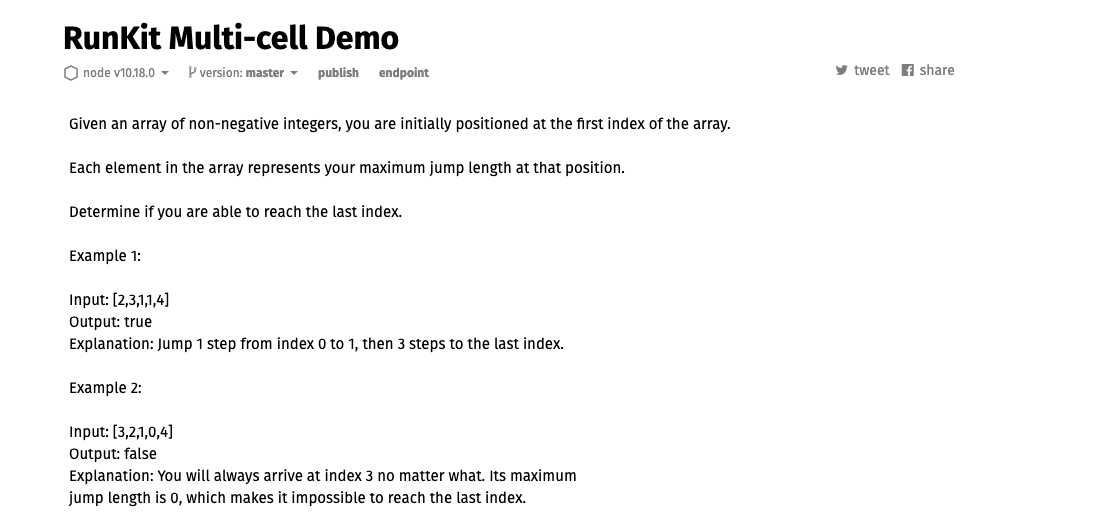 RunKit Multi-cell Demo
node v10.18.0 version: master publish endpoint tweet share
Given an array of non-negative integers, you are initially positioned at the first index of the array.
Each element in the array represents your maximum jump length at that position.
Determine if you are able to reach the last index.
Example 1:
Input: [2,3,1,1,4]
Output: true
Explanation: Jump 1 step from index 0 to 1, then 3 steps to the last index.
Example 2:
Input: [3,2,1,0,4]
Output: false
Explanation: You will always arrive at index 3 no matter what. Its maximum
jump length is 0, which makes it impossible to reach the last index.